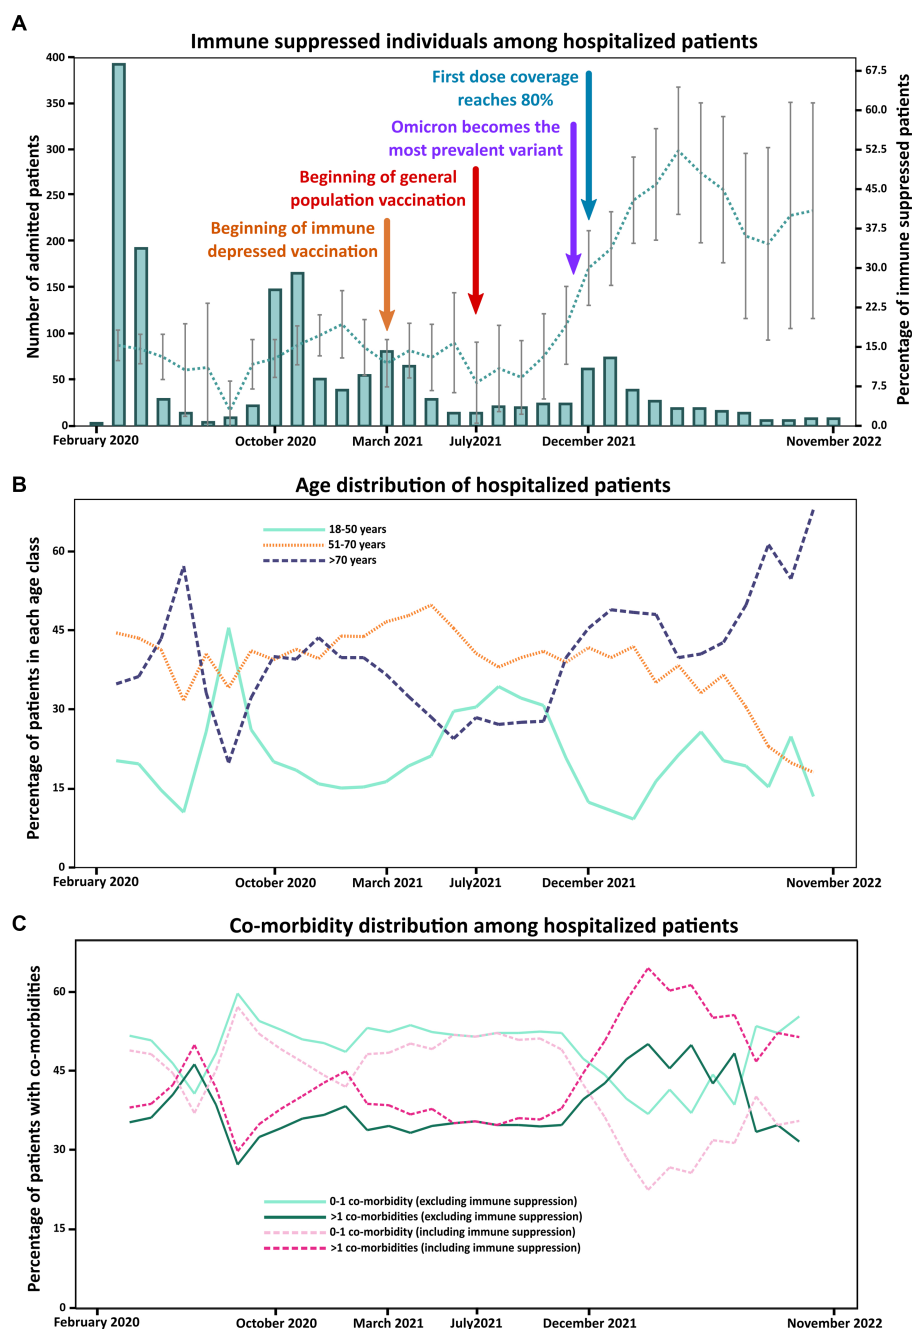 A
Immune suppressed individuals among hospitalized patients
Number of admitted patients
400
350
300
250
200
150
100
50
0
Percentage of immune suppressed patients
67.5
60.0
52.5
45.0
37.5
30.0
22.5
15.0
7.5
0.0
First dose coverage
reaches 80%
Omicron becomes the
most prevalent variant
Beginning of general
population vaccination
Beginning of immune
depressed vaccination
February 2020
October 2020
March 2021
July2021
December 2021
November 2022
B
Age distribution of hospitalized patients
Percentage of patients in each age class
60
45
30
15
0
18-50 years
51-70 years
>70 years
February 2020
October 2020
March 2021
July2021
December 2021
November 2022
C
Co-morbidity distribution among hospitalized patients
Percentage of patients with co-morbidities
60
45
30
15
0
0-1 co-morbidity (excluding immune suppression)
>1 co-morbidities (excluding immune suppression)
0-1 co-morbidity (including immune suppression)
>1 co-morbidities (including immune suppression)
February 2020
October 2020
March 2021
July2021
December 2021
November 2022